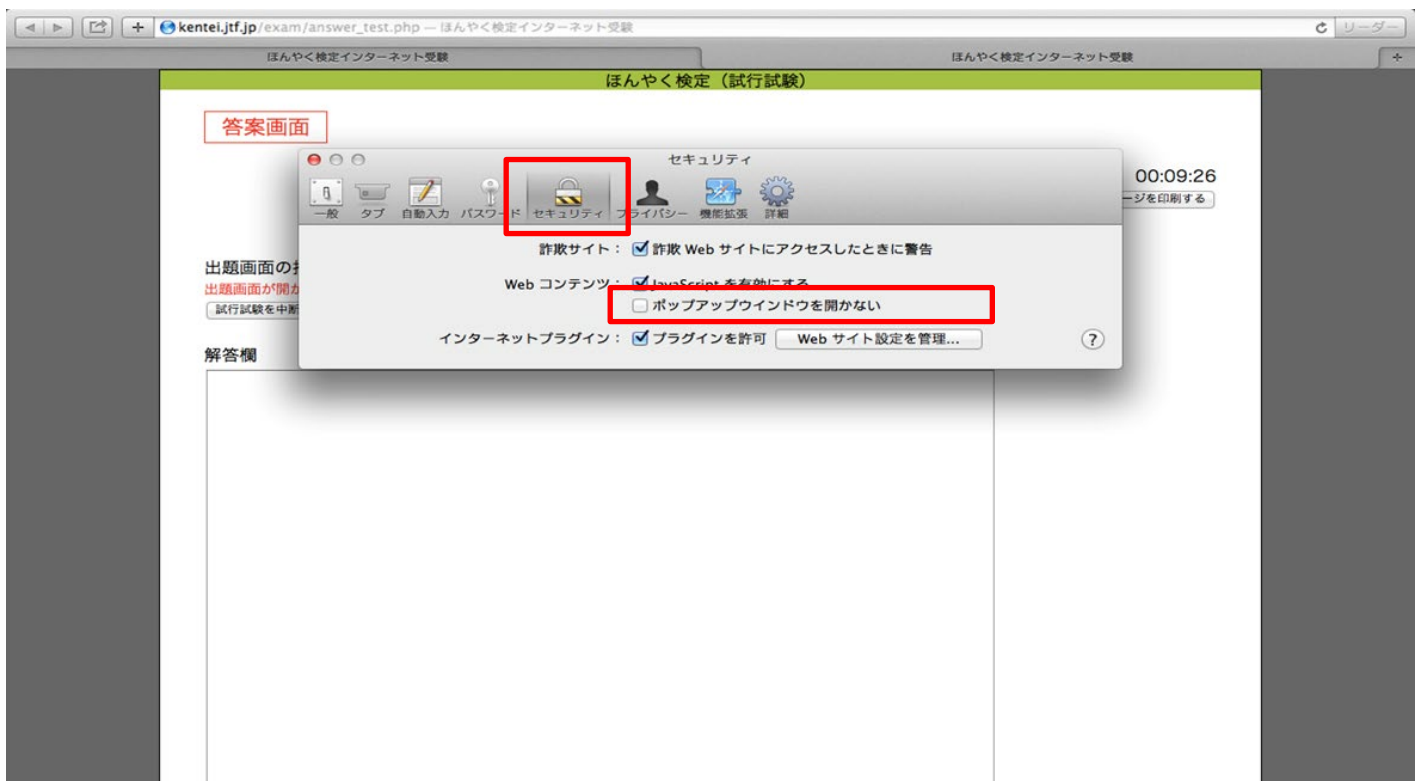 kentei.jtf.jp/exam/answer_test.php — ほんやく検定インターネット受験
リーダー
ほんやく検定インターネット受験
ほんやく検定インターネット受験
ほんやく検定（試行試験）
答案画面
セキュリティ
00:09:26
ージを印刷する
一般 タブ 自動入力 パスワード セキュリティ プライバシー 機能拡張 詳細
詐欺サイト： 詐欺 Web サイトにアクセスしたときに警告
出題画面の
出題画面が開か
Web コンテンツ： JavaScript を有効にする
試行試験を中断
ポップアップウインドウを開かない
インターネットプラグイン： プラグインを許可 Web サイト設定を管理... ?
解答欄